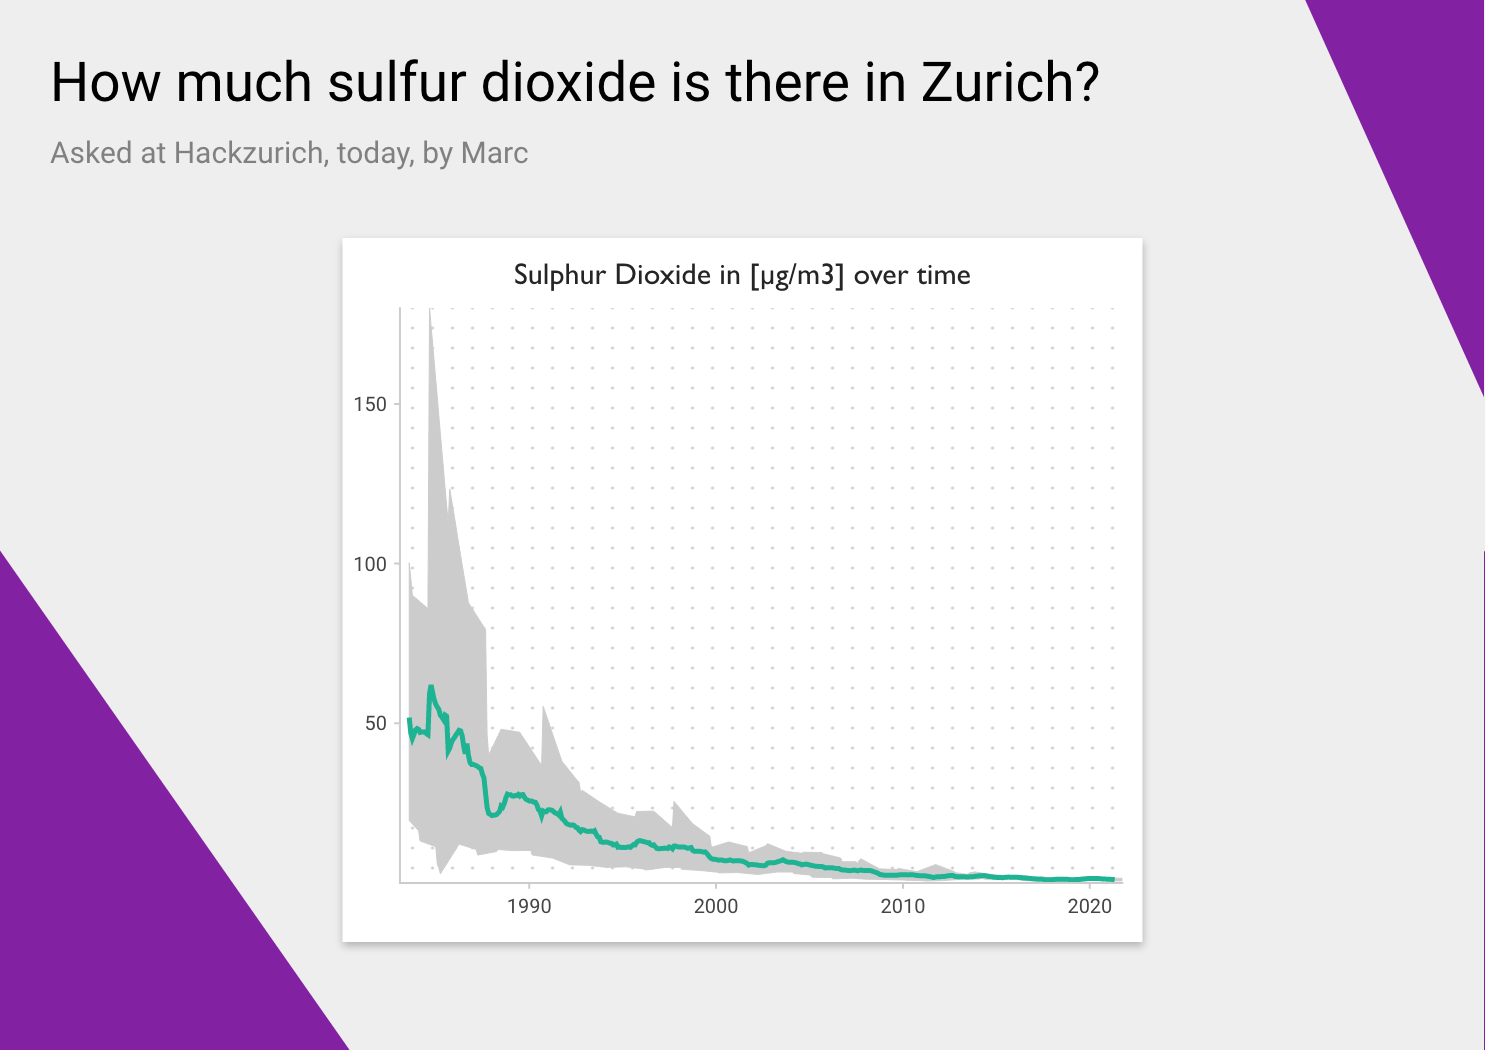 How much sulfur dioxide is there in Zurich?
Asked at Hackzurich, today, by Marc
Sulphur Dioxide in [µg/m3] over time
150
100
50
1990 2000 2010 2020